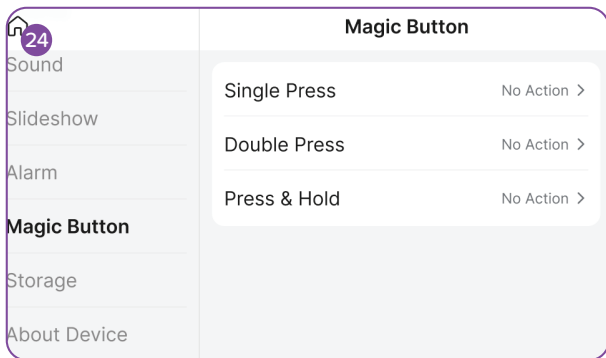 24
Magic Button
Sound
Slideshow
Alarm
Magic Button
Storage
About Device
Single Press No Action
Double Press No Action
Press & Hold No Action